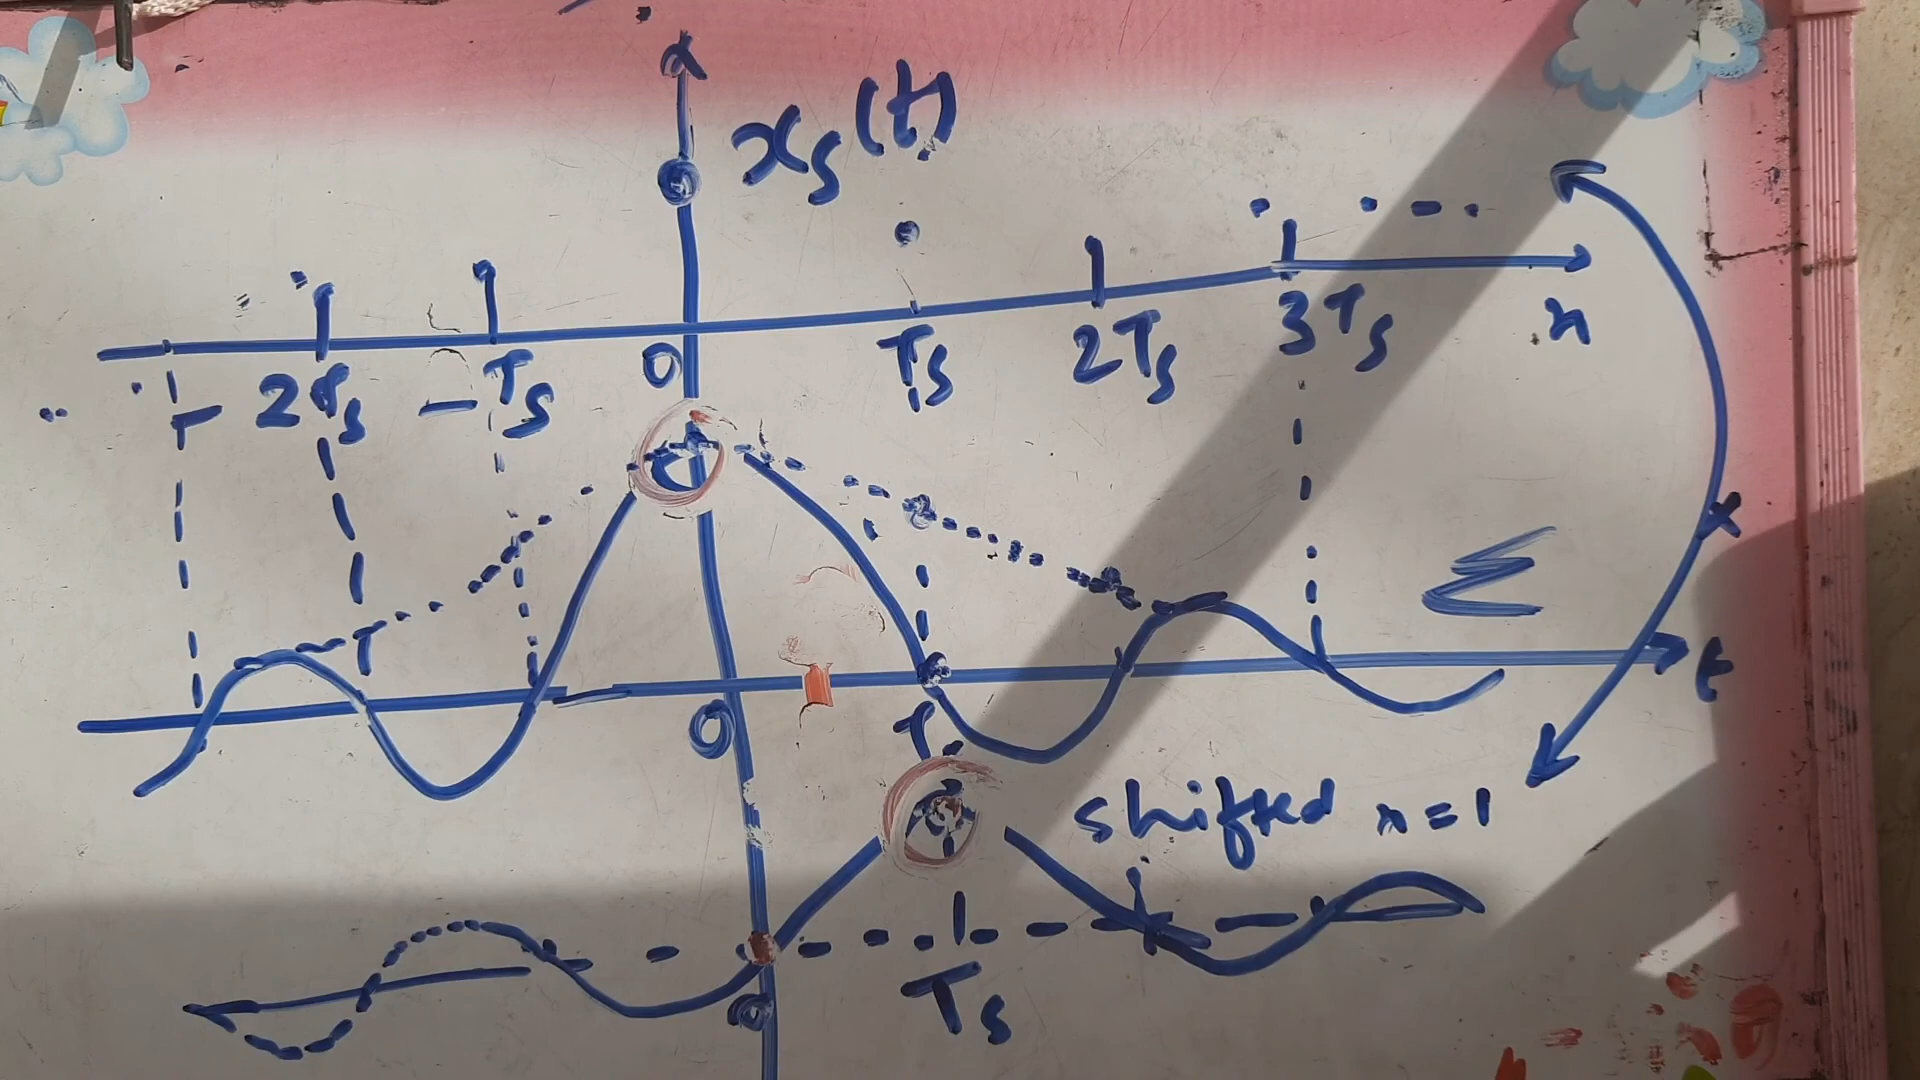 xₛ(t)
2Tₛ -Tₛ 0 Tₛ 2Tₛ 3Tₛ n
Σ
0 t
shifted n=1
0 Tₛ